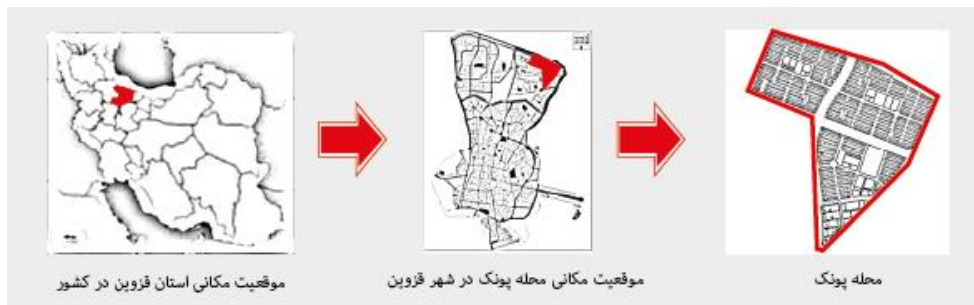 موقعیت مکانی استان قزوین در کشور
موقعیت مکانی محله پونک در شهر قزوین
محله پونک